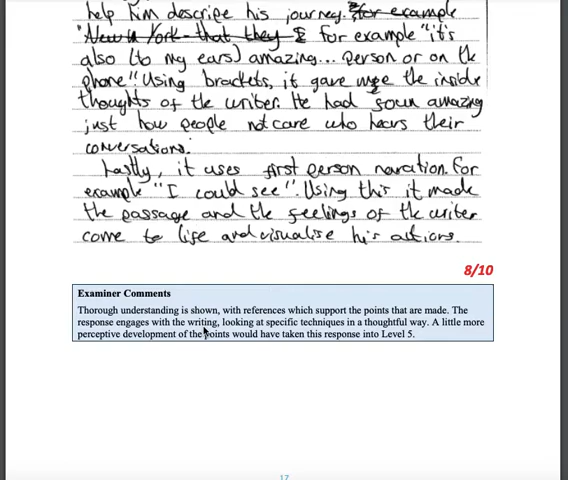 help him describe his journey. For example
"New in York - that they I for example "it's
also (to my ears) amazing... person or on the
phone". Using brackets, it gave me the inside
thoughts of the writer. He had foun amazing
just how people not care who hears their
conversations.
Lastly, it uses first person narration. For
example "I could see". Using this it made
the passage and the feelings of the writer
come to life and visualise his actions.
8/10
Examiner Comments
Thorough understanding is shown, with references which support the points that are made. The
response engages with the writing, looking at specific techniques in a thoughtful way. A little more
perceptive development of the points would have taken this response into Level 5.
17